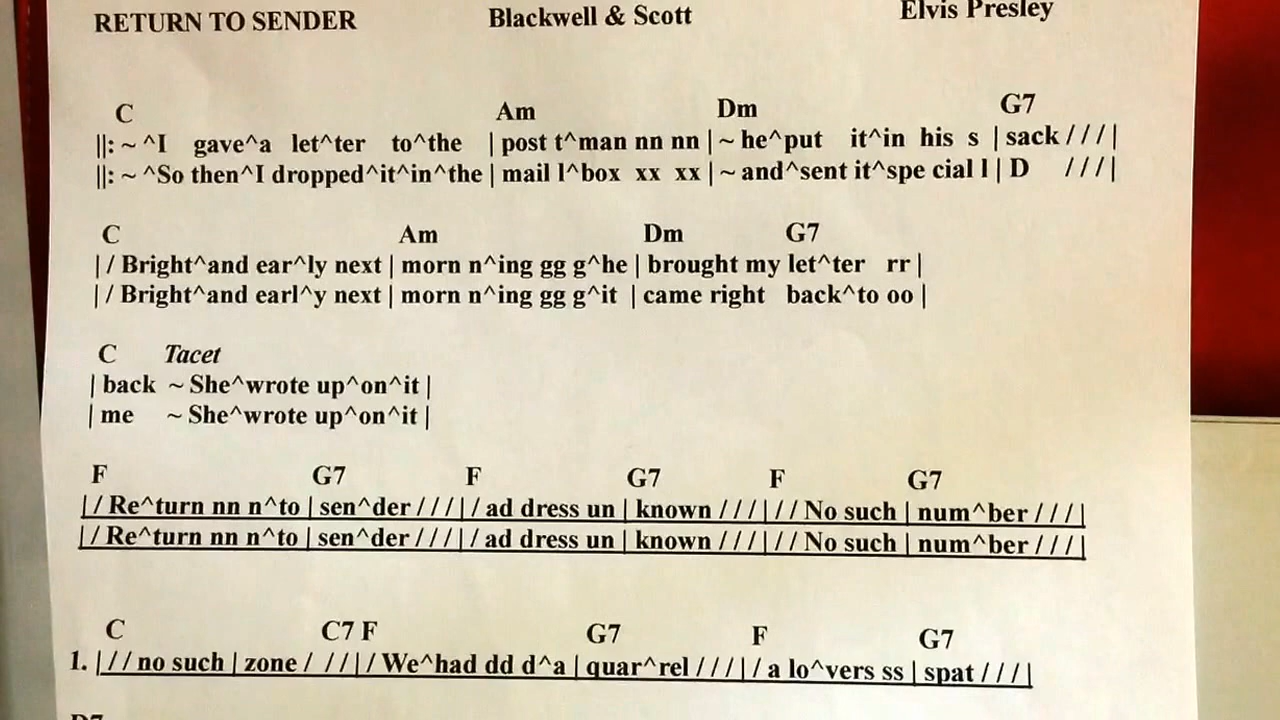 RETURN TO SENDER Blackwell & Scott Elvis Presley
C Am Dm G7
||: ~ ^I gave^a let^ter to^the | post t^man nn nn | ~ he^put it^in his s | sack / / / |
||: ~ ^So then^I dropped^it^in^the | mail l^box xx xx | ~ and^sent it^spe cial l | D / / / |
C Am Dm G7
| / Bright^and ear^ly next | morn n^ing gg g^he | brought my let^ter rr |
| / Bright^and earl^y next | morn n^ing gg g^it | came right back^to oo |
C Tacet
| back ~ She^wrote up^on^it |
| me ~ She^wrote up^on^it |
F G7 F G7 F G7
| / Re^turn nn n^to | sen^der / / / | / ad dress un | known / / / | / / No such | num^ber / / / |
| / Re^turn nn n^to | sen^der / / / | / ad dress un | known / / / | / / No such | num^ber / / / |
C C7 F G7 F G7
1. | / / no such | zone / / / | / We^had dd d^a | quar^rel / / / | / a lo^vers ss | spat / / / |